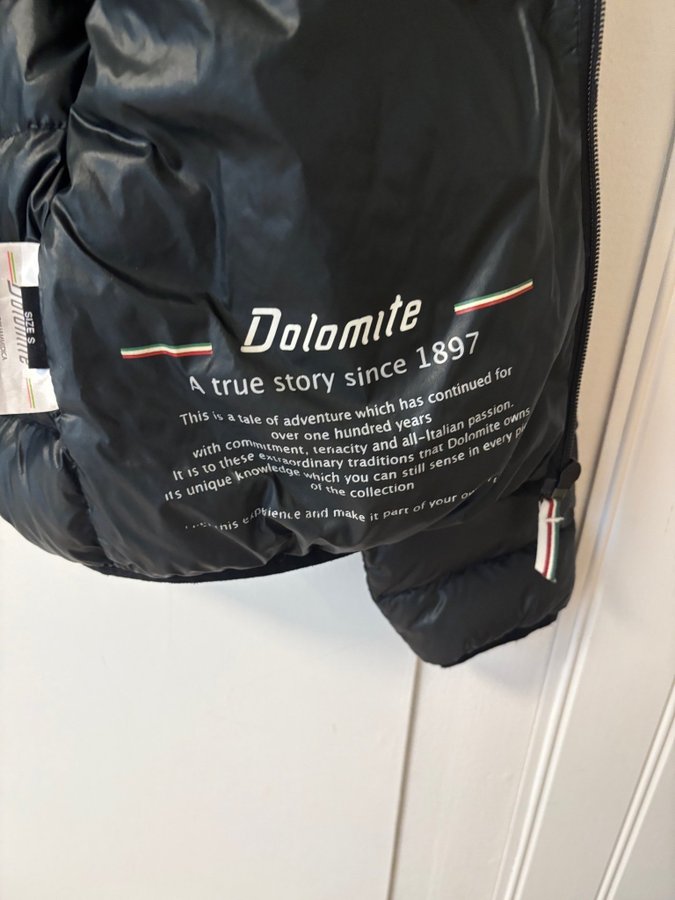 Dolomite
A true story since 1897
This is a tale of adventure which has continued for
over one hundred years
with commitment, tenacity and all-Italian passion.
It is to these extraordinary traditions that Dolomite owns
its unique knowledge which you can still sense in every
of the collection
experience and make it part of your
Dolomite
SIZE S